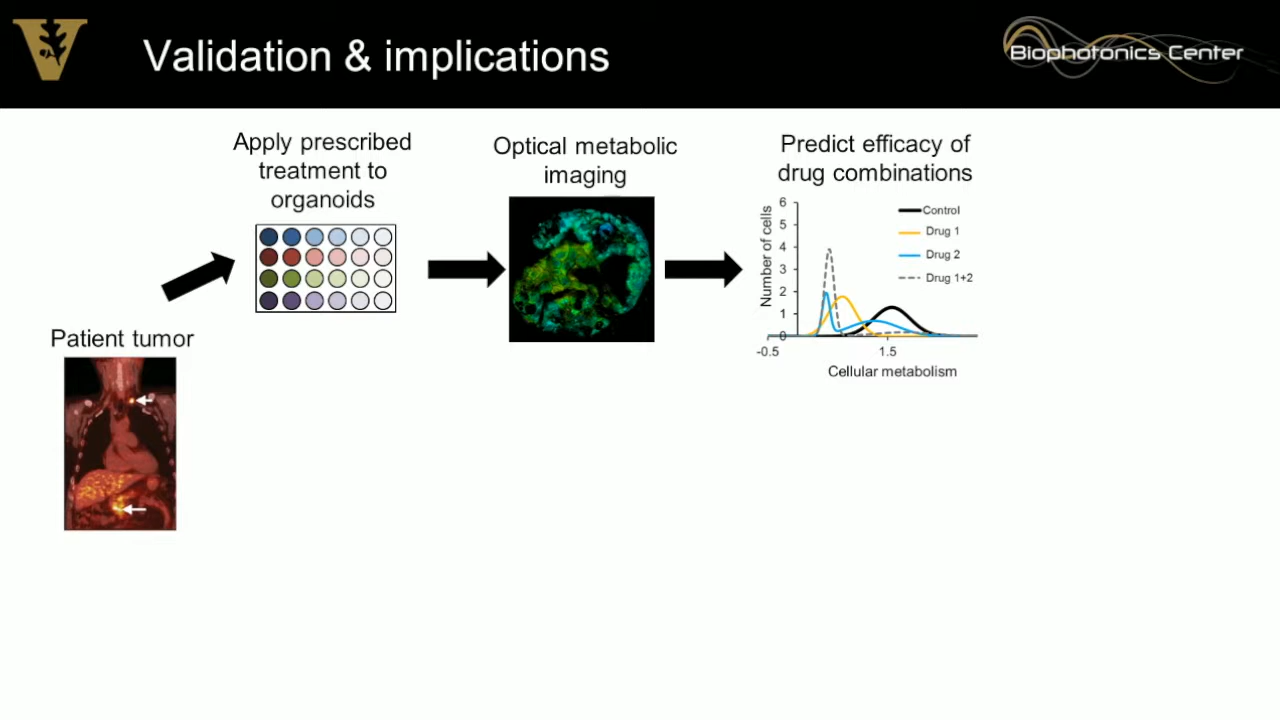 Validation & implications
Biophotonics Center
Apply prescribed
treatment to
organoids
Optical metabolic
imaging
Predict efficacy of
drug combinations
Number of cells
6
5
4
3
2
1
0
-0.5
1.5
Cellular metabolism
Control
Drug 1
Drug 2
Drug 1+2
Patient tumor